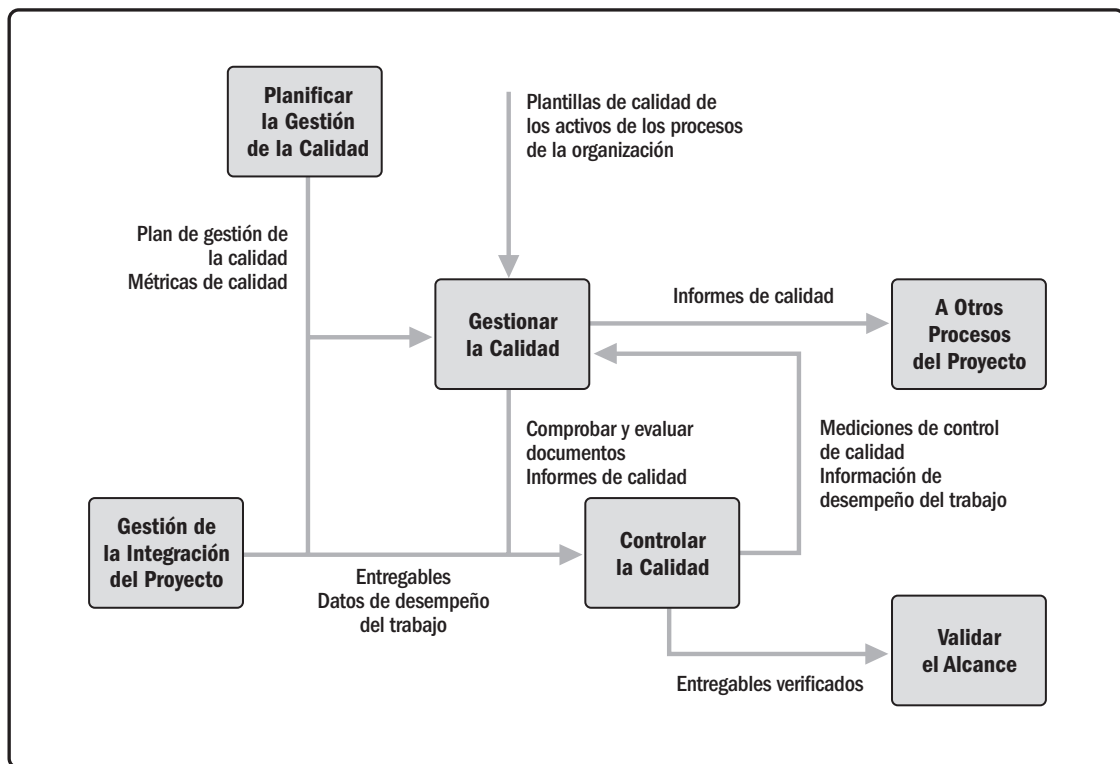 Planificar
la Gestión
de la Calidad
Plantillas de calidad de
los activos de los procesos
de la organización
Plan de gestión de
la calidad
Métricas de calidad
Gestionar
la Calidad
Informes de calidad
A Otros
Procesos
del Proyecto
Comprobar y evaluar
documentos
Informes de calidad
Mediciones de control
de calidad
Información de
desempeño del trabajo
Gestión de
la Integración
del Proyecto
Entregables
Datos de desempeño
del trabajo
Controlar
la Calidad
Entregables verificados
Validar
el Alcance